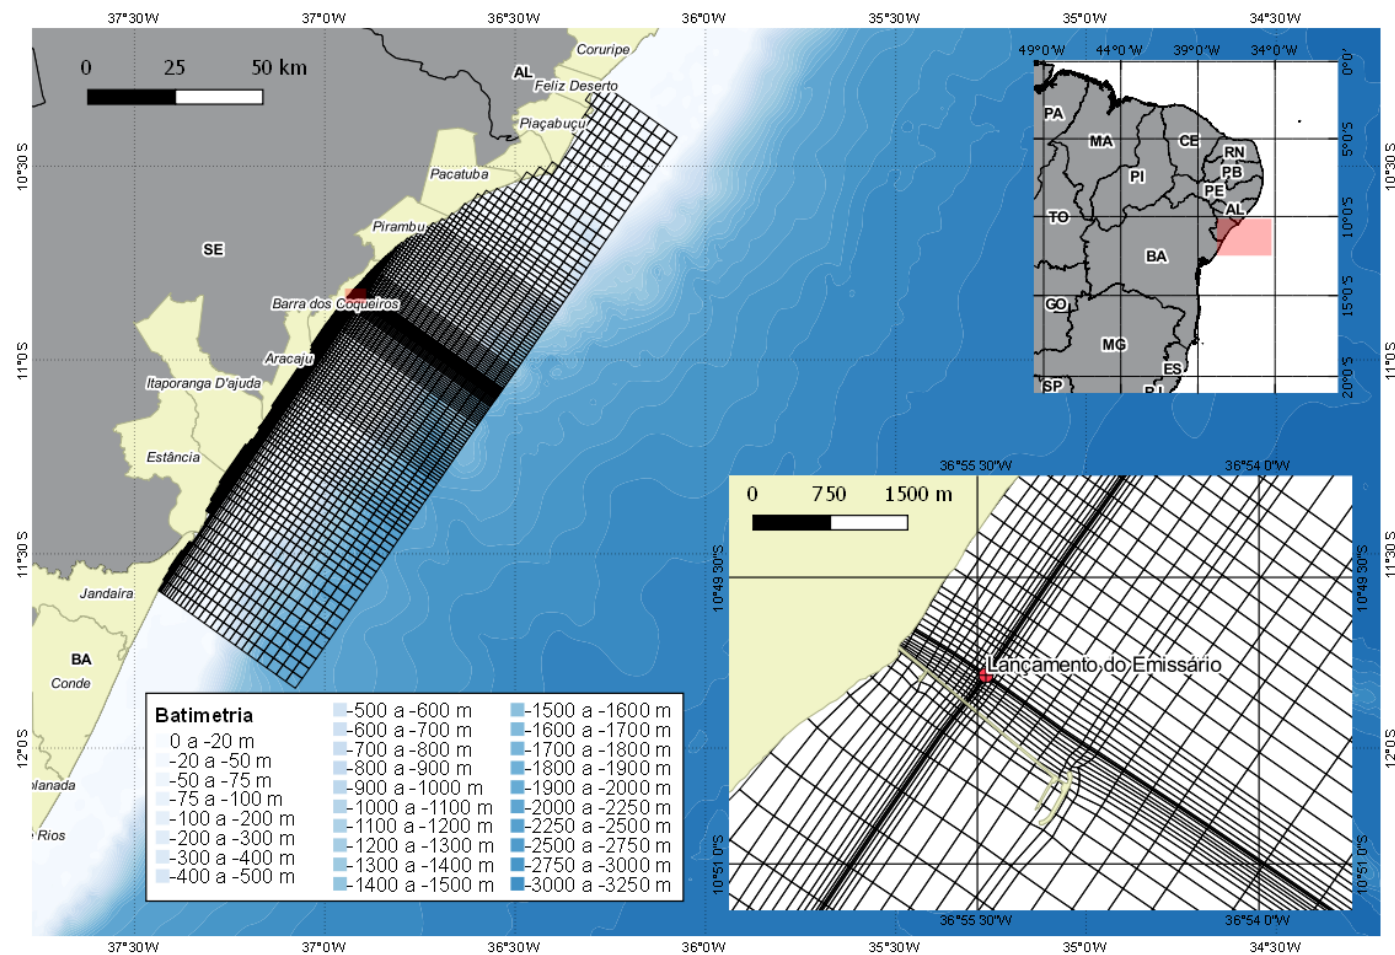 37°30'W 37°0'W 36°30'W 36°0'W 35°30'W 35°0'W 34°30'W
0 25 50 km
AL
Coruripe
Feliz Deserto
Piaçabuçu
Pacatuba
Pirambu
SE
Barra dos Coqueiros
Aracaju
Itaporanga D'ajuda
Estância
Jandaíra
BA
Conde
planada
Rios
10°30'S
11°0'S
11°30'S
12°0'S
49°0'W 44°0'W 39°0'W 34°0'W
0°0'
5°0'S
10°0'S
15°0'S
20°0'S
PA
MA
CE
RN
PB
PI
PE
AL
TO
BA
GO
MG
ES
SP
10°30'S
11°0'S
11°30'S
12°0'S
36°55'30"W 36°54'0"W
0 750 1500 m
10°49'30"S
10°49'30"S
Lançamento do Emissário
10°51'0"S
10°51'0"S
36°55'30"W 36°54'0"W
Batimetria
0 a -20 m
-20 a -50 m
-50 a -75 m
-75 a -100 m
-100 a -200 m
-200 a -300 m
-300 a -400 m
-400 a -500 m
-500 a -600 m
-600 a -700 m
-700 a -800 m
-800 a -900 m
-900 a -1000 m
-1000 a -1100 m
-1100 a -1200 m
-1200 a -1300 m
-1300 a -1400 m
-1400 a -1500 m
-1500 a -1600 m
-1600 a -1700 m
-1700 a -1800 m
-1800 a -1900 m
-1900 a -2000 m
-2000 a -2250 m
-2250 a -2500 m
-2500 a -2750 m
-2750 a -3000 m
-3000 a -3250 m
37°30'W 37°0'W 36°30'W 36°0'W 35°30'W 35°0'W 34°30'W